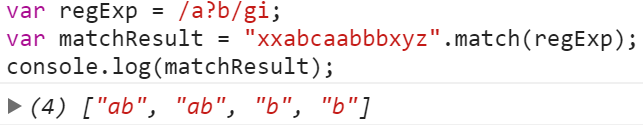 var regExp = /a?b/gi;
var matchResult = "xxabcaabbbxyz".match(regExp);
console.log(matchResult);
▶ (4) ["ab", "ab", "b", "b"]